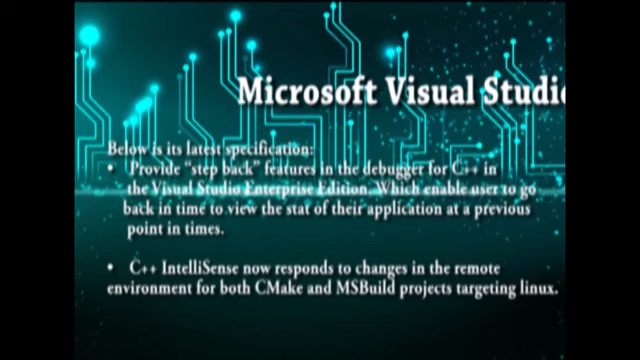 Microsoft Visual Studio
Below is its latest specification:
• Provide “step back” features in the debugger for C++ in
the Visual Studio Enterprise Edition. Which enable user to go
back in time to view the stat of their application at a previous
point in times.
• C++ IntelliSense now responds to changes in the remote
environment for both CMake and MSBuild projects targeting linux.